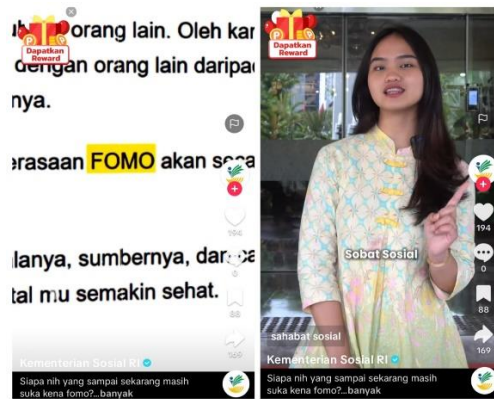 Dapatkan
Reward
orang lain. Oleh kar
dengan orang lain daripa
nya.
erasaan FOMO akan seca
alanya, sumbernya, dan ca
tal mu semakin sehat.
194
0
88
169
Kementerian Sosial RI
Siapa nih yang sampai sekarang masih
suka kena fomo?...banyak
Dapatkan
Reward
Sobat Sosial
194
0
88
169
sahabat sosial
Kementerian Sosial RI
Siapa nih yang sampai sekarang masih
suka kena fomo?...banyak